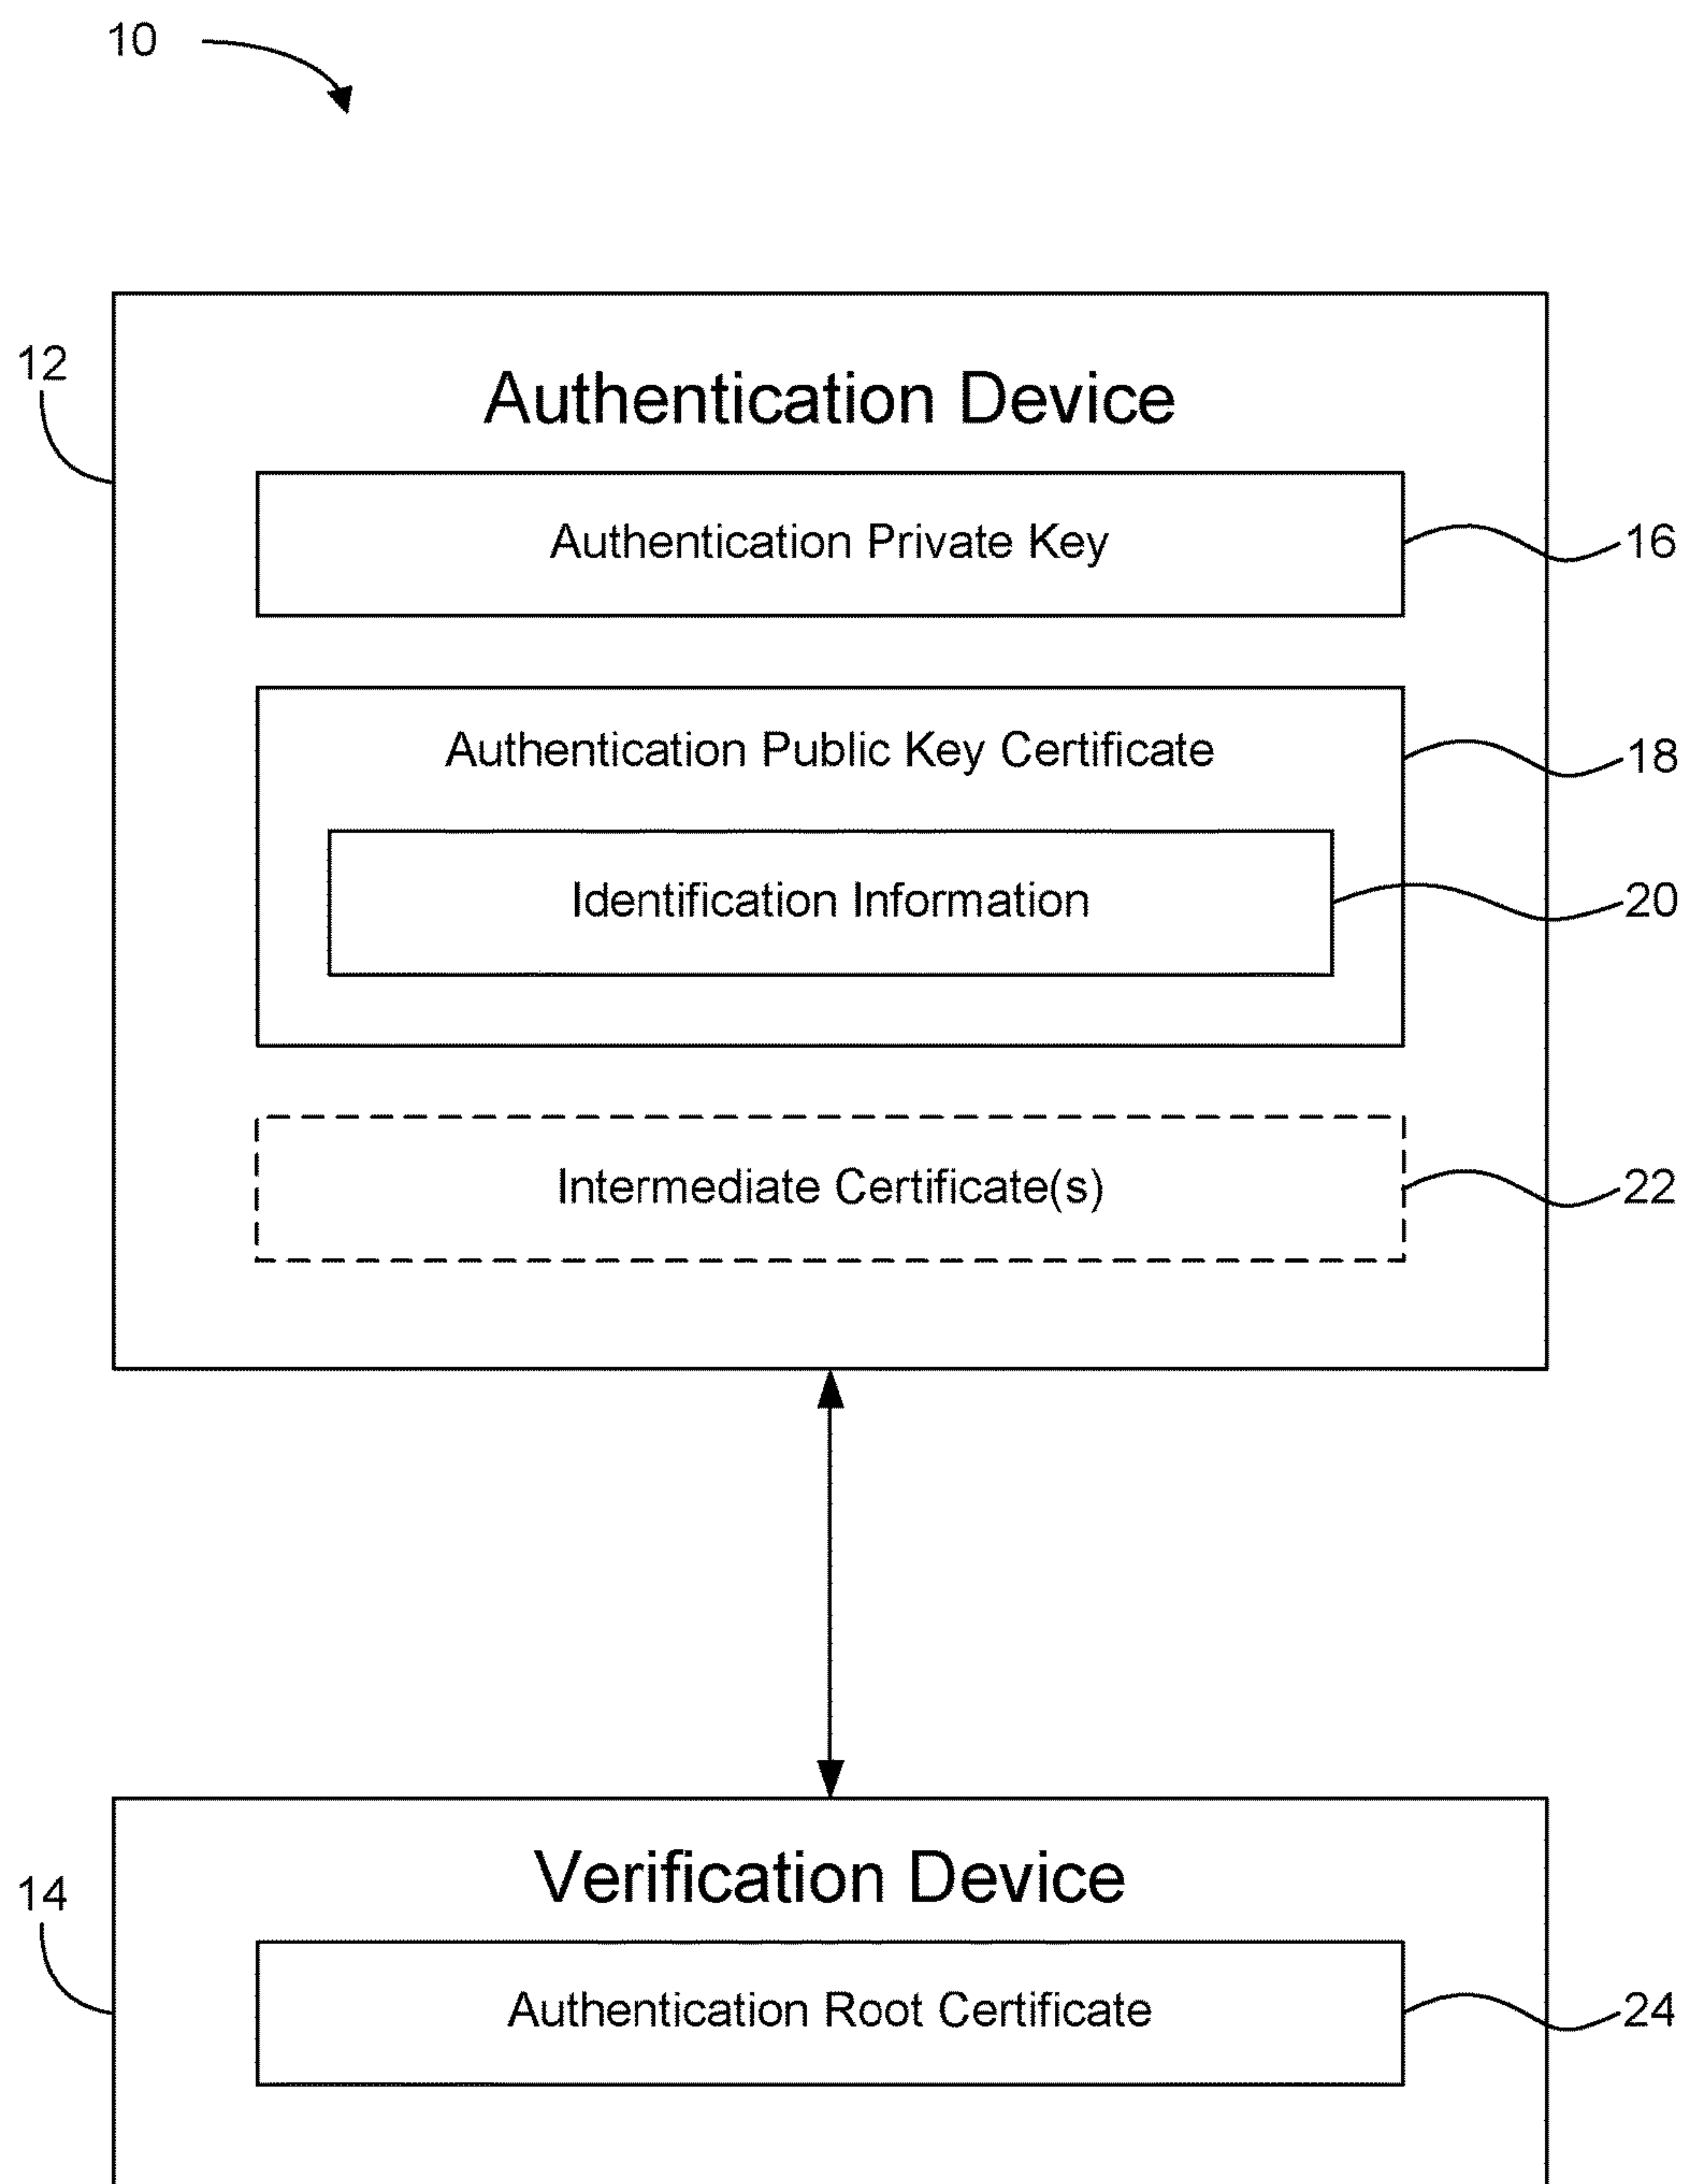 10
12
Authentication Device
Authentication Private Key
16
Authentication Public Key Certificate
18
Identification Information
20
Intermediate Certificate(s)
22
14
Verification Device
Authentication Root Certificate
24